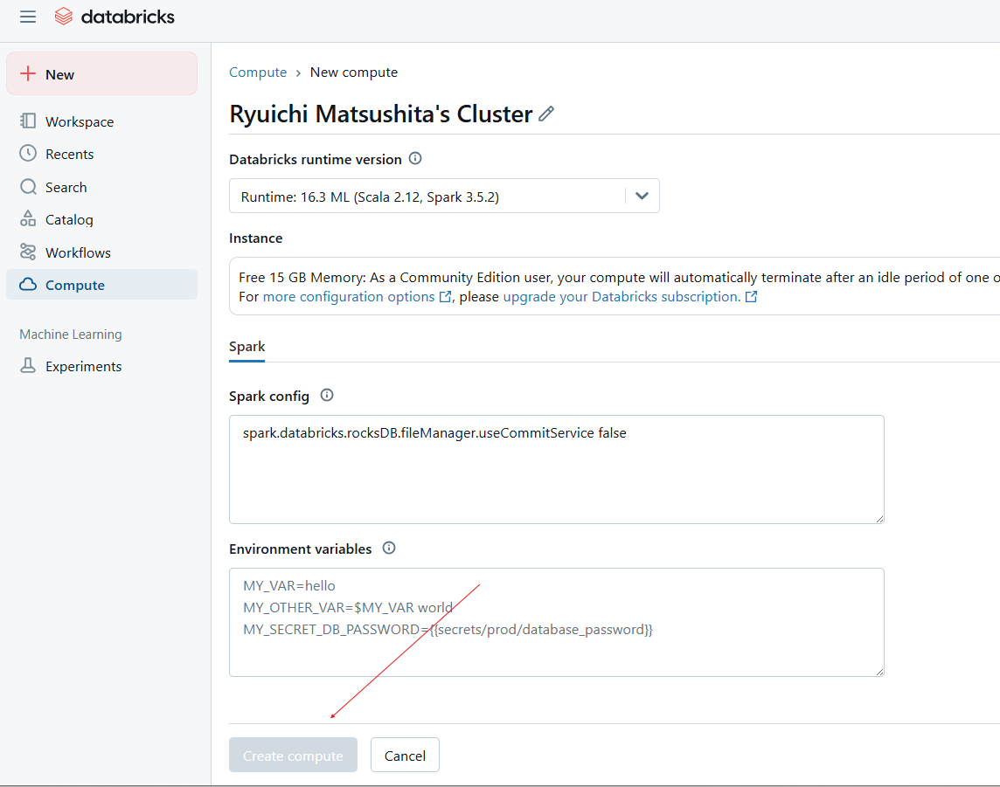 databricks
New
Workspace
Recents
Search
Catalog
Workflows
Compute
Machine Learning
Experiments
Compute › New compute
Ryuichi Matsushita's Cluster
Databricks runtime version
Runtime: 16.3 ML (Scala 2.12, Spark 3.5.2)
Instance
Free 15 GB Memory: As a Community Edition user, your compute will automatically terminate after an idle period of one o
For more configuration options, please upgrade your Databricks subscription.
Spark
Spark config
spark.databricks.rocksDB.fileManager.useCommitService false
Environment variables
MY_VAR=hello
MY_OTHER_VAR=$MY_VAR world
MY_SECRET_DB_PASSWORD={{secrets/prod/database_password}}
Create compute
Cancel